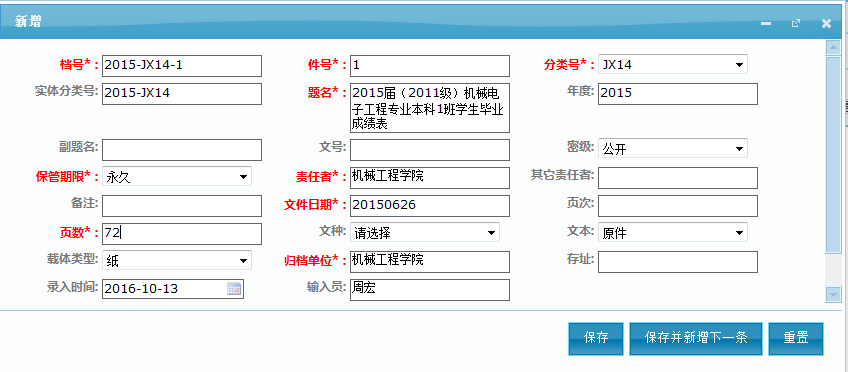 新增
档号*: 2015-JX14-1 件号*: 1 分类号*: JX14
实体分类号: 2015-JX14 题名*: 2015届（2011级）机械电 年度: 2015
子工程专业本科1班学生毕业
成绩表
副题名: 文号: 密级: 公开
保管期限*: 永久 责任者*: 机械工程学院 其它责任者:
备注: 文件日期*: 20150626 页次:
页数*: 72 文种: 请选择 文本: 原件
载体类型: 纸 归档单位*: 机械工程学院 存址:
录入时间: 2016-10-13 输入员: 周宏
保存 保存并新增下一条 重置